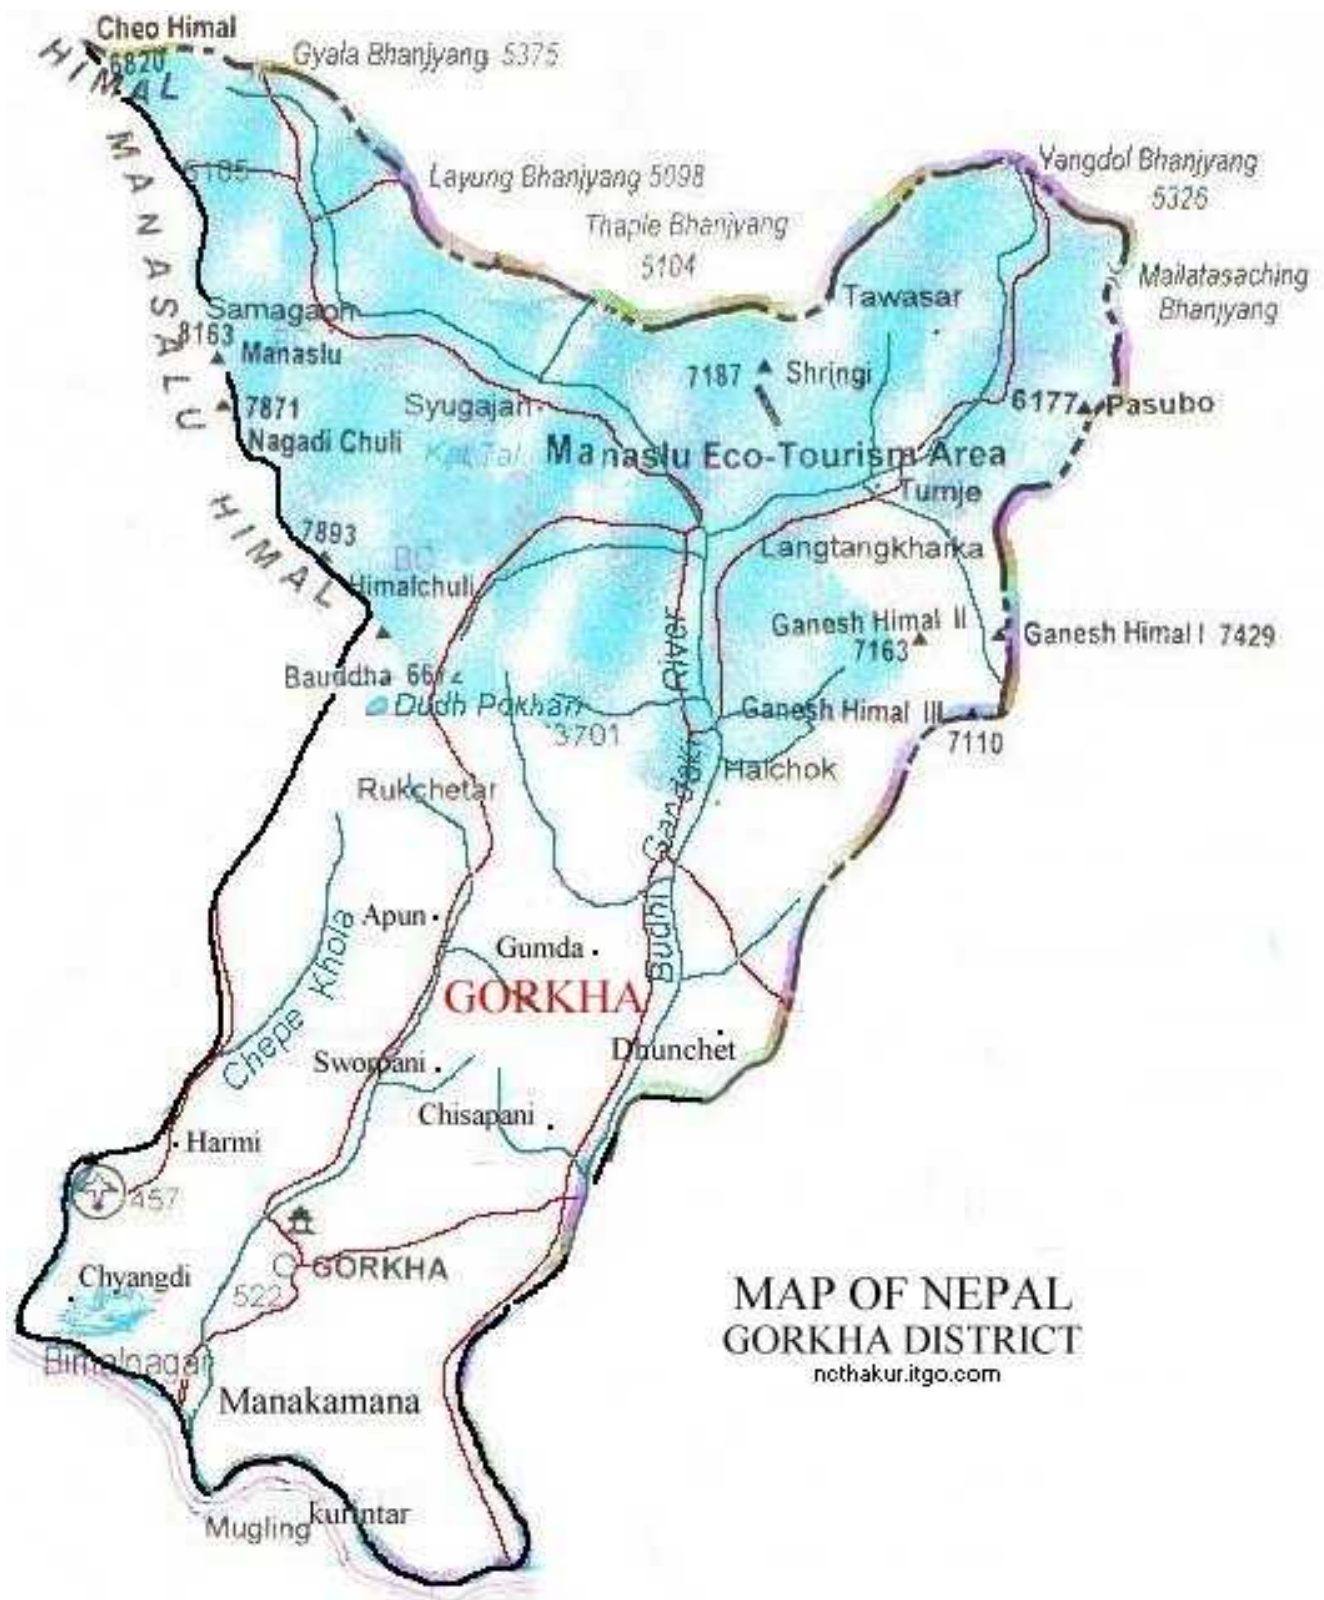 Cheo Himal
6820
HIMAL
Gyala Bhanjyang 5375
MANASALU
Layung Bhanjyang 5098
Yangdol Bhanjyang
5326
Thaple Bhanjyang
5104
Mailatasaching
Bhanjyang
Tawasar
Samagaon
8163
Manaslu
7187
Shringi
7871
Nagadi Chuli
Syugajan
6177
Pasubo
Manaslu Eco-Tourism Area
Tumje
HIMAL
7893
Himalchuli
Langtangkharka
Ganesh Himal II
7163
Ganesh Himal I 7429
Bauddha
Dudh Pokhari
3701
Ganesh Himal III
7110
Rukchetar
Halchok
Budhi Gandaki River
Apun
Gumda
GORKHA
Chepe Khola
Sworpani
Dhunchet
Chisapani
Harmi
457
GORKHA
522
Chyangdi
Bimalnagar
Manakamana
Mugling
kurintar
MAP OF NEPAL
GORKHA DISTRICT
ncthakur.itgo.com